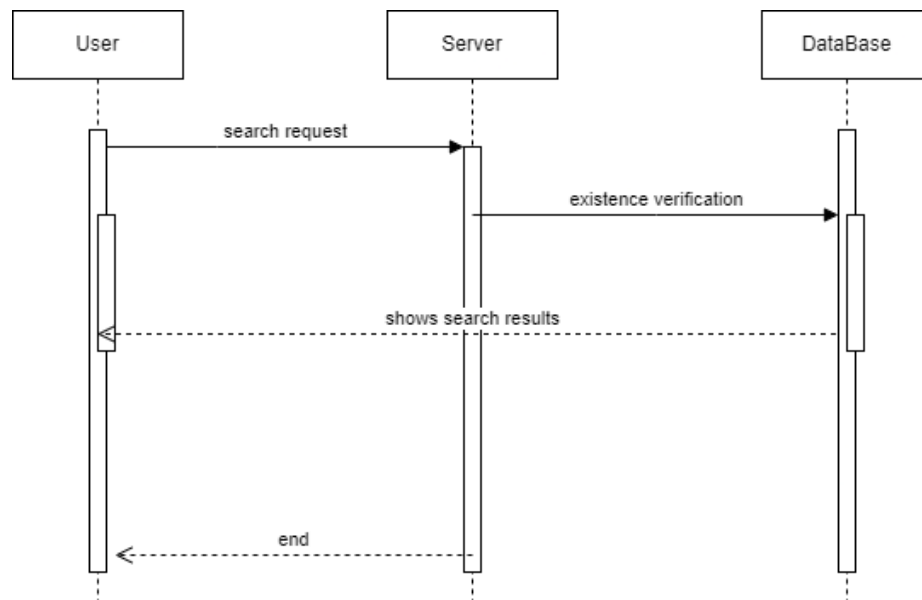 User
Server
DataBase
search request
existence verification
shows search results
end